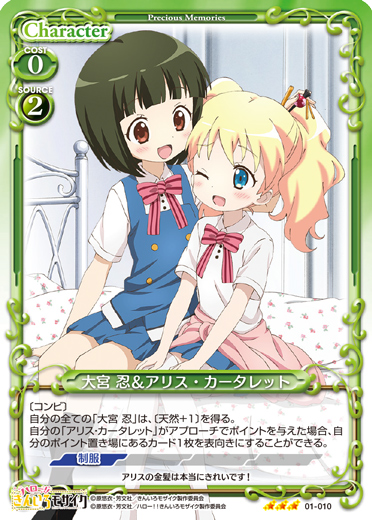 Precious Memories
Character
COST
0
SOURCE
2
大宮 忍&アリス・カータレット
[コンビ]
自分の全ての「大宮 忍」は、[天然+1]を得る。
自分の「アリス・カータレット」がアプローチでポイントを与えた場合、自
分のポイント置き場にあるカード1枚を表向きにすることができる。
制服
アリスの金髪は本当にきれいです!
ハロー!!
きんいろモザイク
©原悠衣・芳文社/きんいろモザイク製作委員会
©原悠衣・芳文社/ハロー!!きんいろモザイク製作委員会
01-010